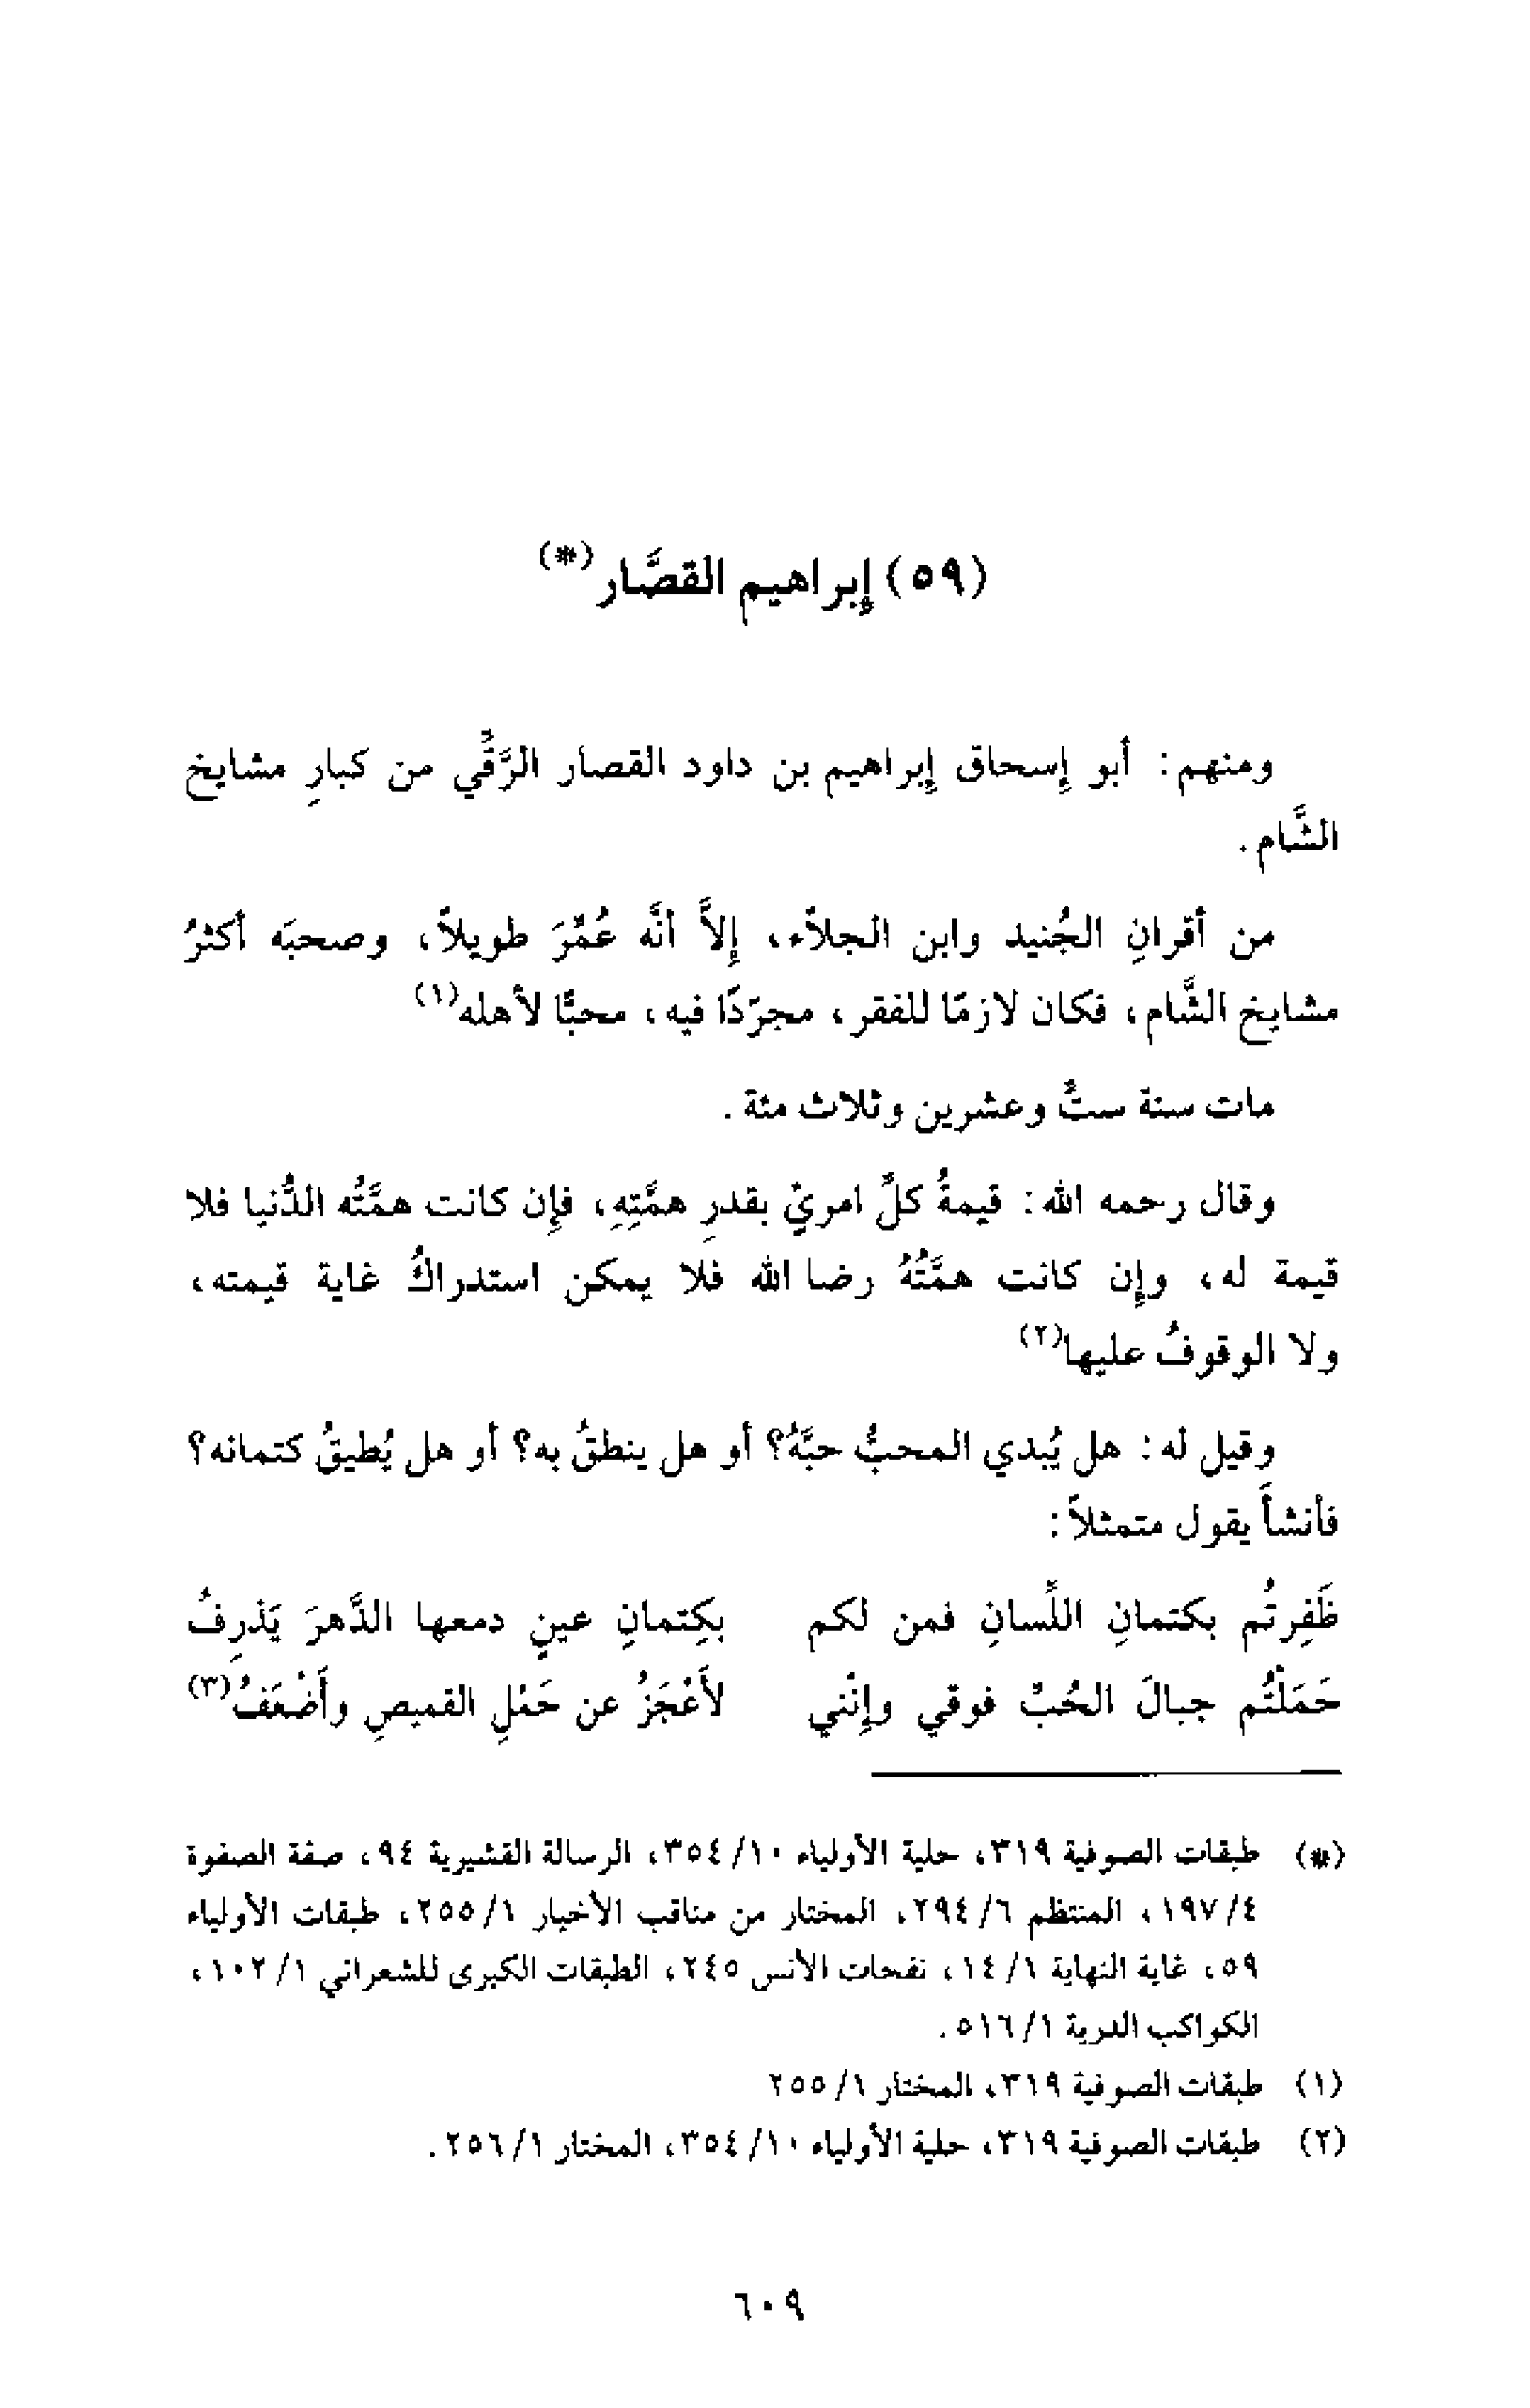 (٥٩) إبراهيم القصَّار(*)
ومنهم: أبو إسحاق إبراهيم بن داود القصار الرَّقِّي من كبارِ مشايخ
الشَّام.
من أقرانِ الجُنيد وابن الجلاَّء، إلاَّ أنَّه عُمِّرَ طويلاً، وصحبَه أكثرُ
مشايخ الشَّام، فكان لازمًا للفقر، مجرّدًا فيه، محبًّا لأهله(١)
مات سنة ستٍّ وعشرين وثلاث مئة.
وقال رحمه الله: قيمةُ كلِّ امرئٍ بقدرِ همَّتِهِ، فإن كانت همَّتُه الدُّنيا فلا
قيمة له، وإن كانت همَّتُهُ رضا الله فلا يمكن استدراكُ غاية قيمته،
ولا الوقوفُ عليها(٢)
وقيل له: هل يُبدي المحبُّ حبَّهُ؟ أو هل ينطقُ به؟ أو هل يُطيقُ كتمانه؟
فأنشأَ يقول متمثلاً:
ظَفِرتُم بكتمانِ اللِّسانِ فمن لكم بكِتمانِ عينٍ دمعها الدَّهرَ يَذرِفُ
حَمَلْتُم جبالَ الحُبِّ فوقي وإنَّني لأَعْجَزُ عن حَمْلِ القميصِ وأَضْعَفُ(٣)
(*) طبقات الصوفية ٣١٩، حلية الأولياء ١٠/ ٣٥٤، الرسالة القشيرية ٩٤، صفة الصفوة
٤/ ١٩٧، المنتظم ٦/ ٢٩٤، المختار من مناقب الأخيار ١/ ٢٥٥، طبقات الأولياء
٥٩، غاية النهاية ١/ ١٤، نفحات الأنس ٢٤٥، الطبقات الكبرى للشعراني ١/ ١٠٢،
الكواكب الدرية ١/ ٥١٦.
(١) طبقات الصوفية ٣١٩، المختار ١/ ٢٥٥
(٢) طبقات الصوفية ٣١٩، حلية الأولياء ١٠/ ٣٥٤، المختار ١/ ٢٥٦.
٦٠٩